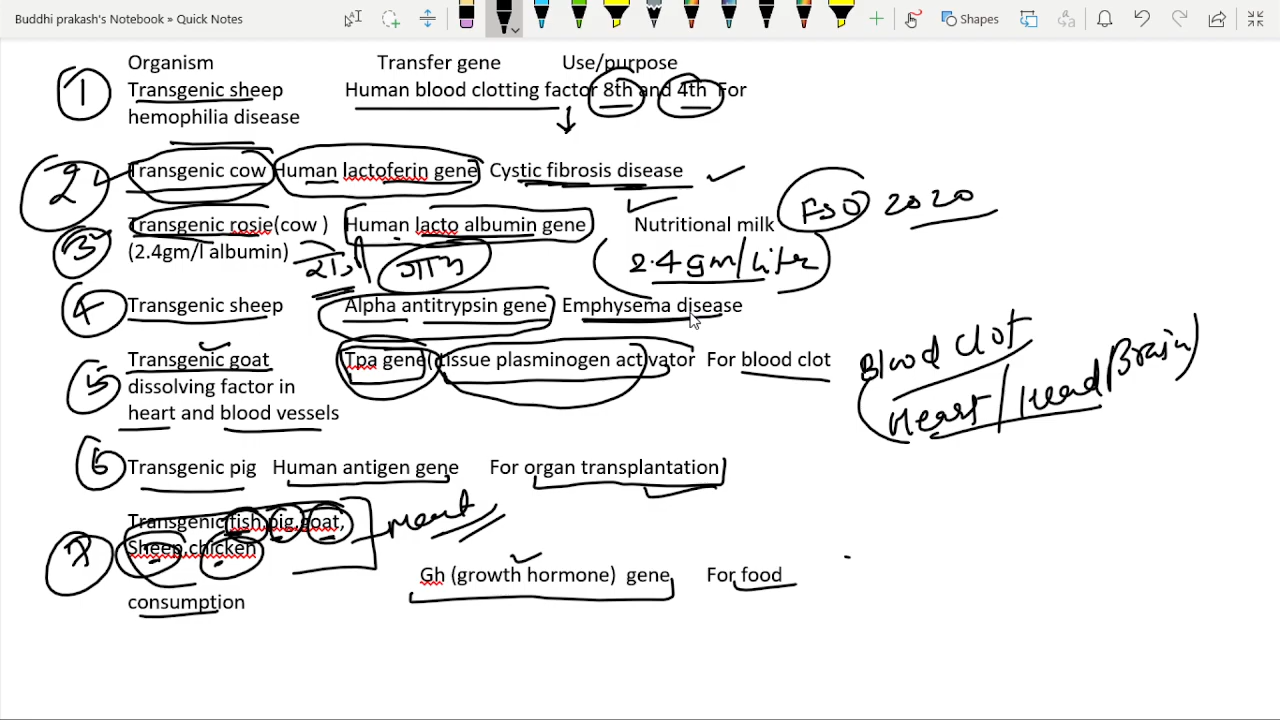 Buddhi prakash's Notebook » Quick Notes
Shapes
Organism Transfer gene Use/purpose
1 Transgenic sheep Human blood clotting factor 8th and 4th For
hemophilia disease
2 Transgenic cow Human lactoferin gene Cystic fibrosis disease
FSO 2020
3 Transgenic rosie(cow ) Human lacto albumin gene Nutritional milk
(2.4gm/l albumin) 2.4 gm/liter
4 Transgenic sheep Alpha antitrypsin gene Emphysema disease
5 Transgenic goat Tpa gene( tissue plasminogen activator For blood clot
dissolving factor in
heart and blood vessels
Blood clot
Heart/Head(Brain)
6 Transgenic pig Human antigen gene For organ transplantation
7 Transgenic fish,pig,goat,
Sheep,chicken
Gh (growth hormone) gene For food
consumption